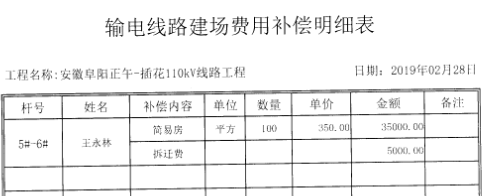 输电线路建场费用补偿明细表
工程名称:安徽阜阳正午-插花110kV线路工程 日期: 2019年02月28日
杆号 姓名 补偿内容 单位 数量 单价 金额 备注
5#-6# 王永林 简易房 平方 100 350.00 35000.00
拆迁费 5000.00